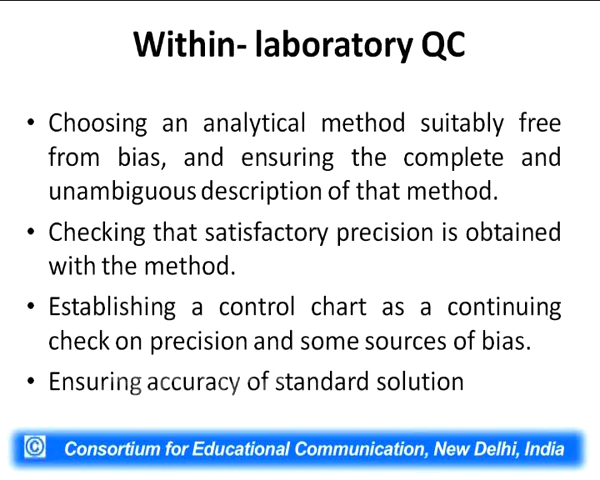 Within- laboratory QC
• Choosing an analytical method suitably free
from bias, and ensuring the complete and
unambiguous description of that method.
• Checking that satisfactory precision is obtained
with the method.
• Establishing a control chart as a continuing
check on precision and some sources of bias.
• Ensuring accuracy of standard solution
© Consortium for Educational Communication, New Delhi, India